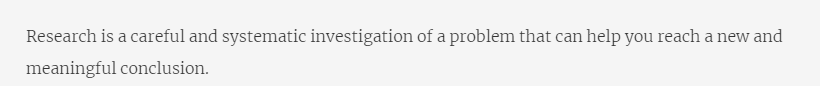 Research is a careful and systematic investigation of a problem that can help you reach a new and
meaningful conclusion.